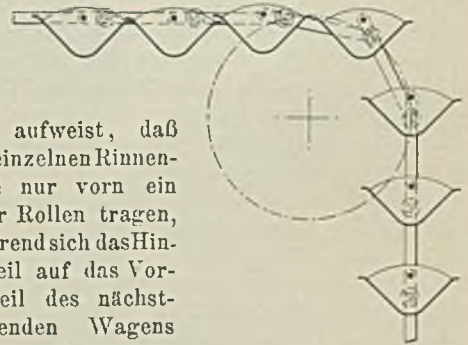 aufweist, daß
einzelnen Rinnen-
nur vorn ein
Rollen tragen,
rend sich das Hin-
eil auf das Vor-
eil des nächst-
enden Wagens